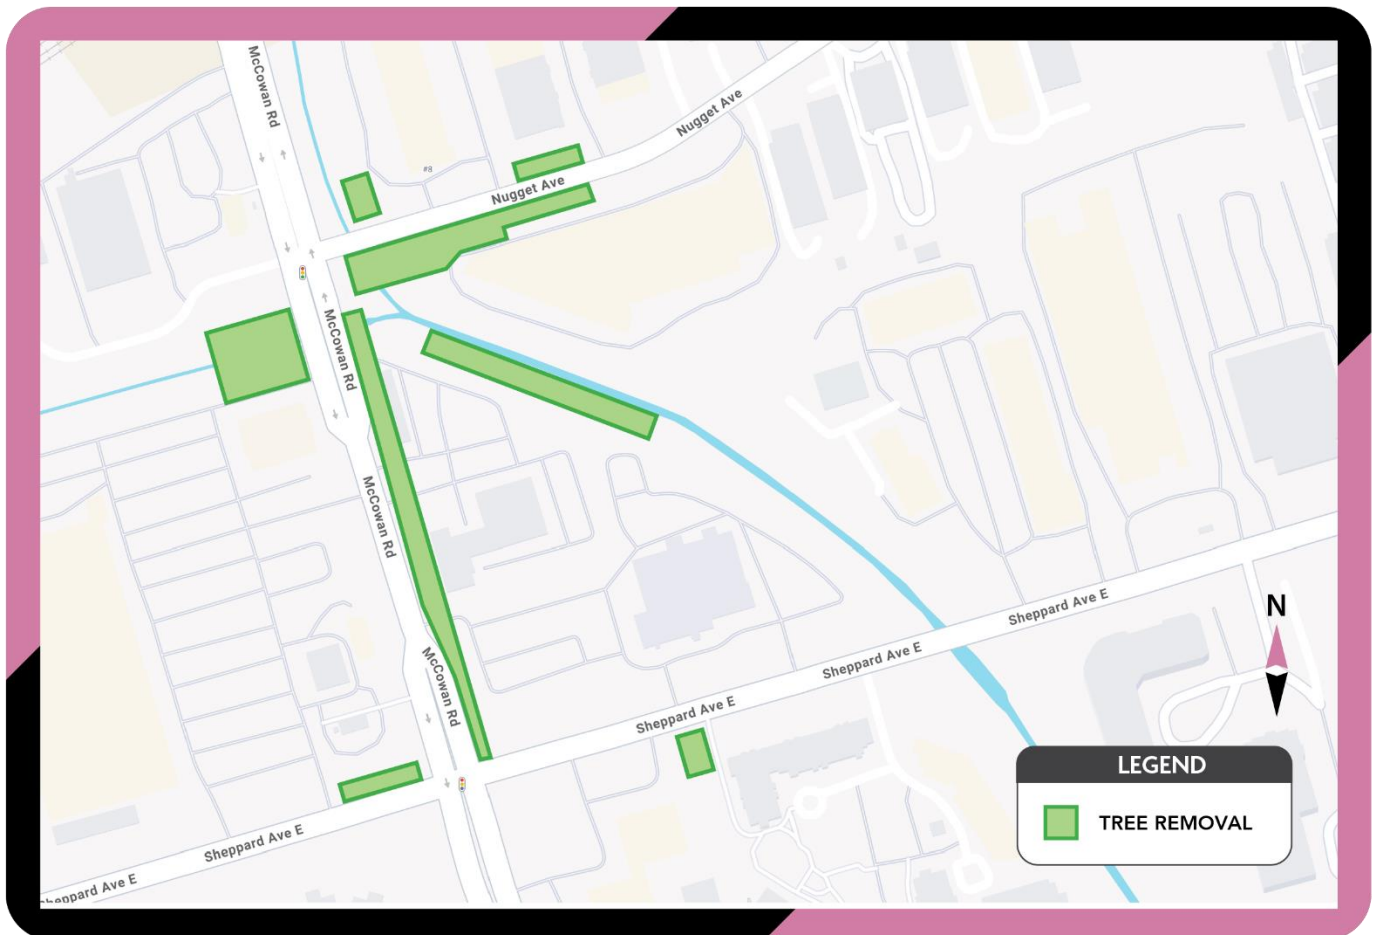 McCowan Rd
Nugget Ave
#8
Nugget Ave
McCowan Rd
McCowan Rd
McCowan Rd
Sheppard Ave E
Sheppard Ave E
Sheppard Ave E
Sheppard Ave E
Sheppard Ave E
N
LEGEND
TREE REMOVAL